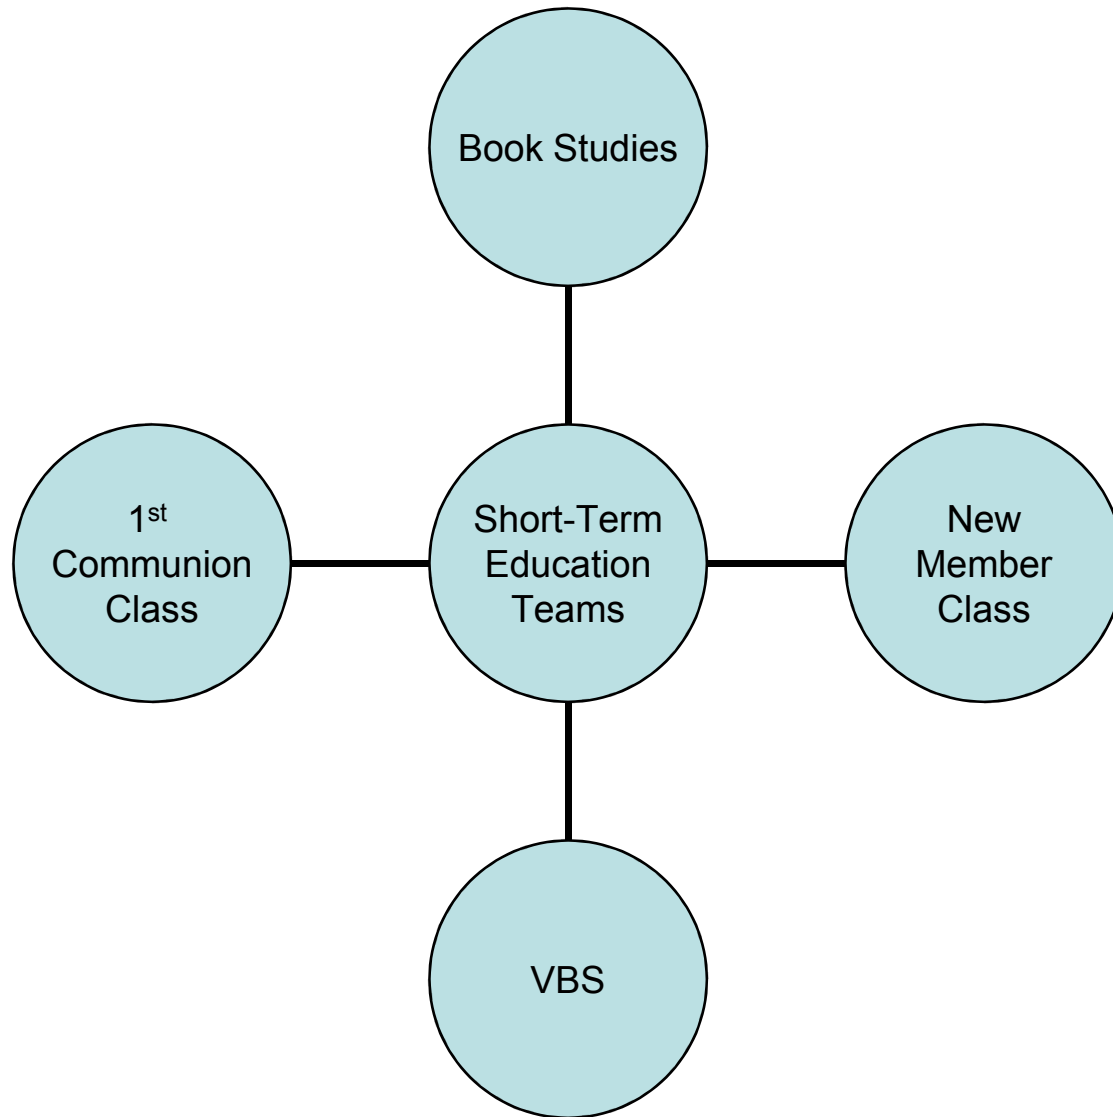 Book Studies
1st
Communion
Class
Short-Term
Education
Teams
New
Member
Class
VBS